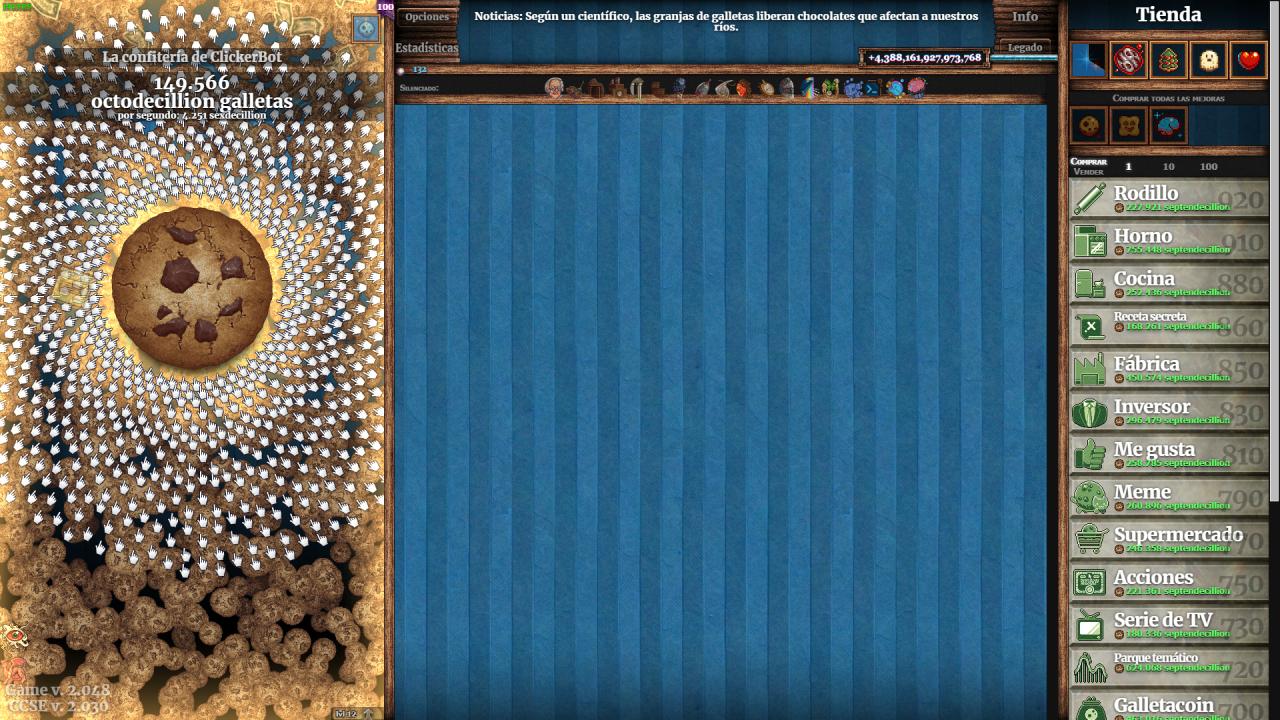 100
La confitería de ClickerBot
149.566
octodecillion galletas
por segundo: 4.251 sexdecillion
Game v. 2.048
CCSE v. 2.030
lvl 12
Opciones
Estadísticas
Noticias: Según un científico, las granjas de galletas liberan chocolates que afectan a nuestros
ríos.
Info
Legado
+4,388,161,927,973,768
132
Silenciado:
Tienda
Comprar todas las mejoras
Comprar
Vender
1
10
100
Rodillo
227.921 septendecillion
920
Horno
755.448 septendecillion
910
Cocina
252.436 septendecillion
880
Receta secreta
168.261 septendecillion
860
Fábrica
450.574 septendecillion
850
Inversor
296.479 septendecillion
830
Me gusta
258.785 septendecillion
810
Meme
260.896 septendecillion
790
Supermercado
246.358 septendecillion
Acciones
221.361 septendecillion
750
Serie de TV
180.336 septendecillion
730
Parque temático
624.068 septendecillion
720
Galletacoin
septendecillion
700